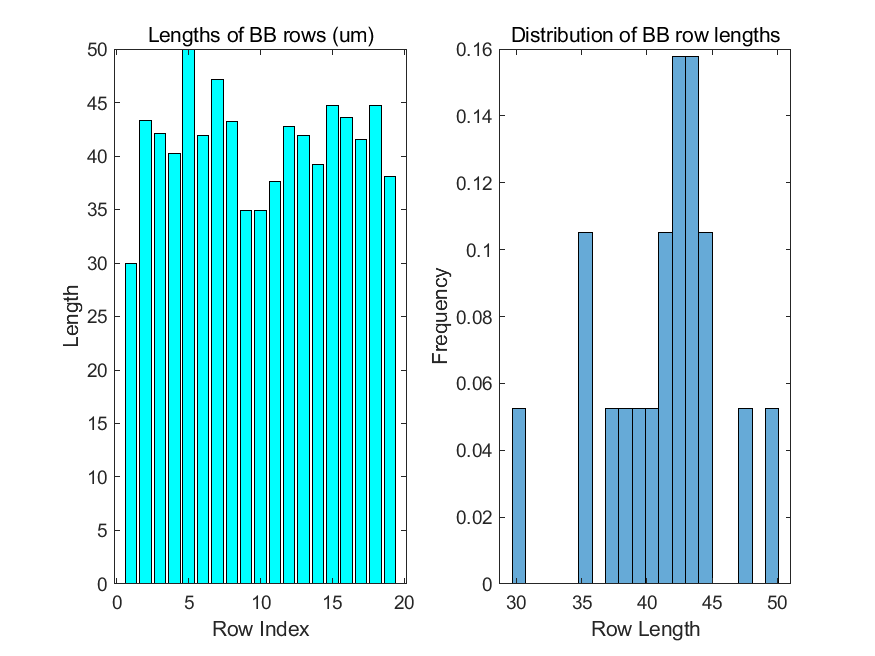 Lengths of BB rows (um)
50
45
40
35
30
25
20
15
10
5
0
Length
0 5 10 15 20
Row Index
Distribution of BB row lengths
0.16
0.14
0.12
0.1
0.08
0.06
0.04
0.02
0
Frequency
30 35 40 45 50
Row Length